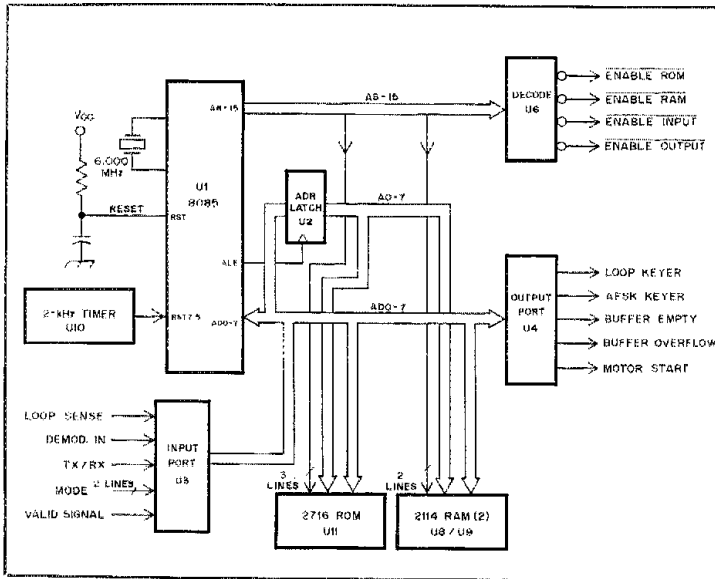 A8-15
A8-15
DECODE
U6
ENABLE ROM
ENABLE RAM
ENABLE INPUT
ENABLE OUTPUT
VCC
6.000
MHz
U1
8085
RESET
RST
ADR
LATCH
U2
A0-7
ALE
2-kHz TIMER
U10
RST7.5
AD0-7
AD0-7
OUTPUT
PORT
U4
LOOP KEYER
AFSK KEYER
BUFFER EMPTY
BUFFER OVERFLOW
MOTOR START
LOOP SENSE
DEMOD. IN
TX/RX
MODE 2 LINES
VALID SIGNAL
INPUT
PORT
U3
3
LINES
2
LINES
2716 ROM
U11
2114 RAM (2)
U8/U9